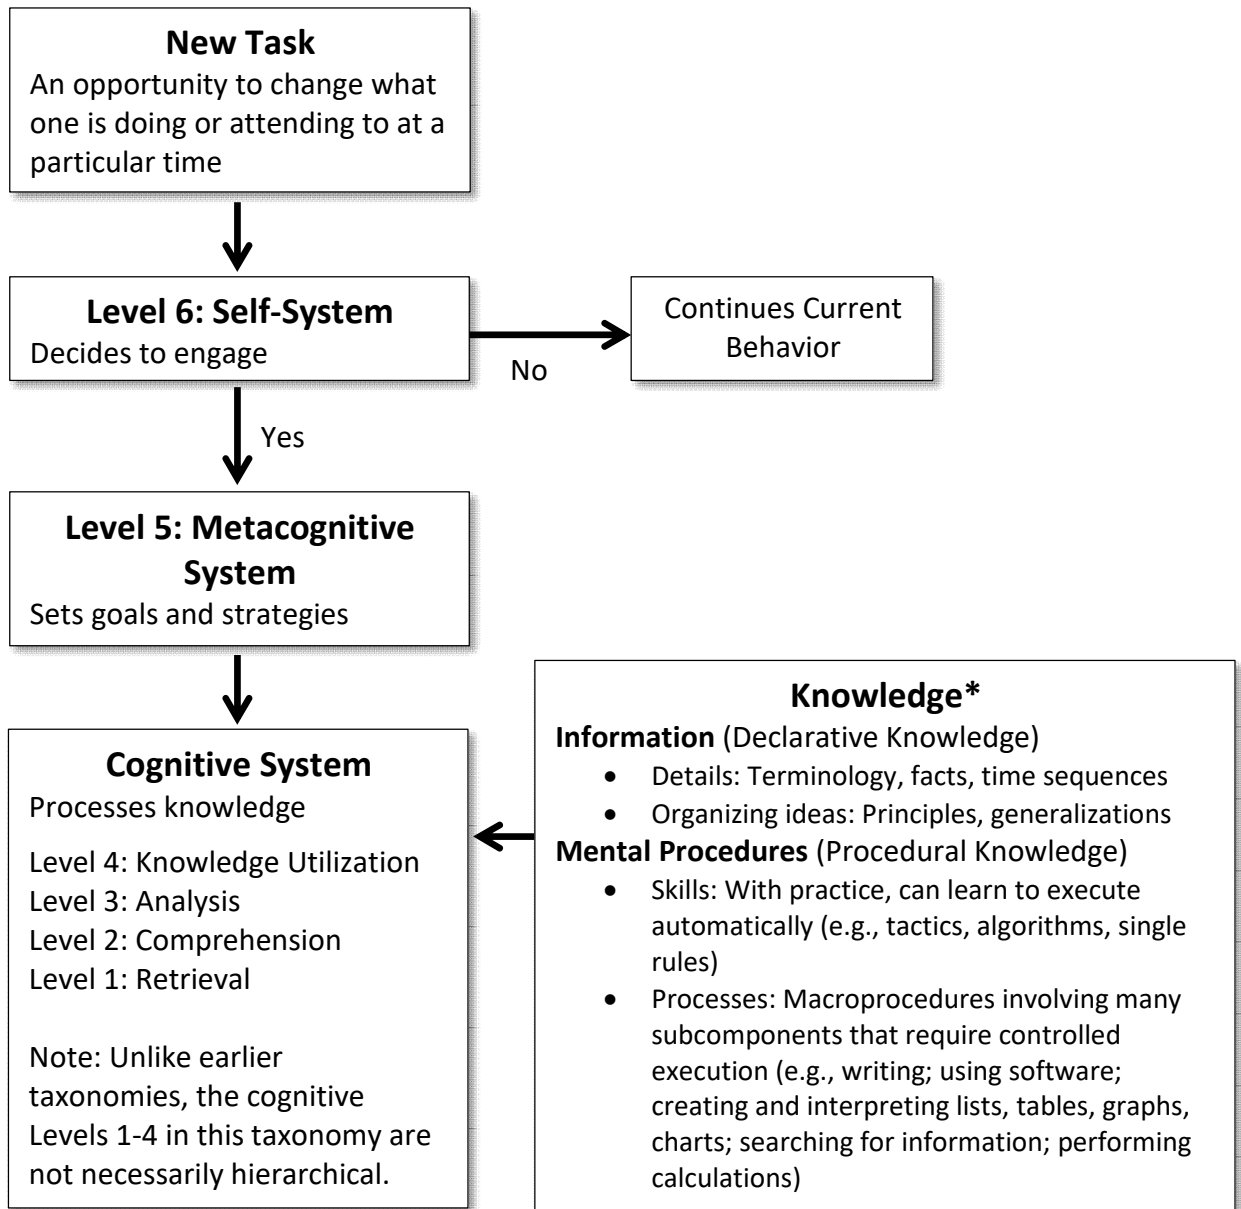 New Task
An opportunity to change what
one is doing or attending to at a
particular time
Level 6: Self-System
Decides to engage
No
Continues Current
Behavior
Yes
Level 5: Metacognitive
System
Sets goals and strategies
Cognitive System
Processes knowledge
Level 4: Knowledge Utilization
Level 3: Analysis
Level 2: Comprehension
Level 1: Retrieval
Note: Unlike earlier
taxonomies, the cognitive
Levels 1-4 in this taxonomy are
not necessarily hierarchical.
Knowledge*
Information (Declarative Knowledge)
• Details: Terminology, facts, time sequences
• Organizing ideas: Principles, generalizations
Mental Procedures (Procedural Knowledge)
• Skills: With practice, can learn to execute
automatically (e.g., tactics, algorithms, single
rules)
• Processes: Macroprocedures involving many
subcomponents that require controlled
execution (e.g., writing; using software;
creating and interpreting lists, tables, graphs,
charts; searching for information; performing
calculations)